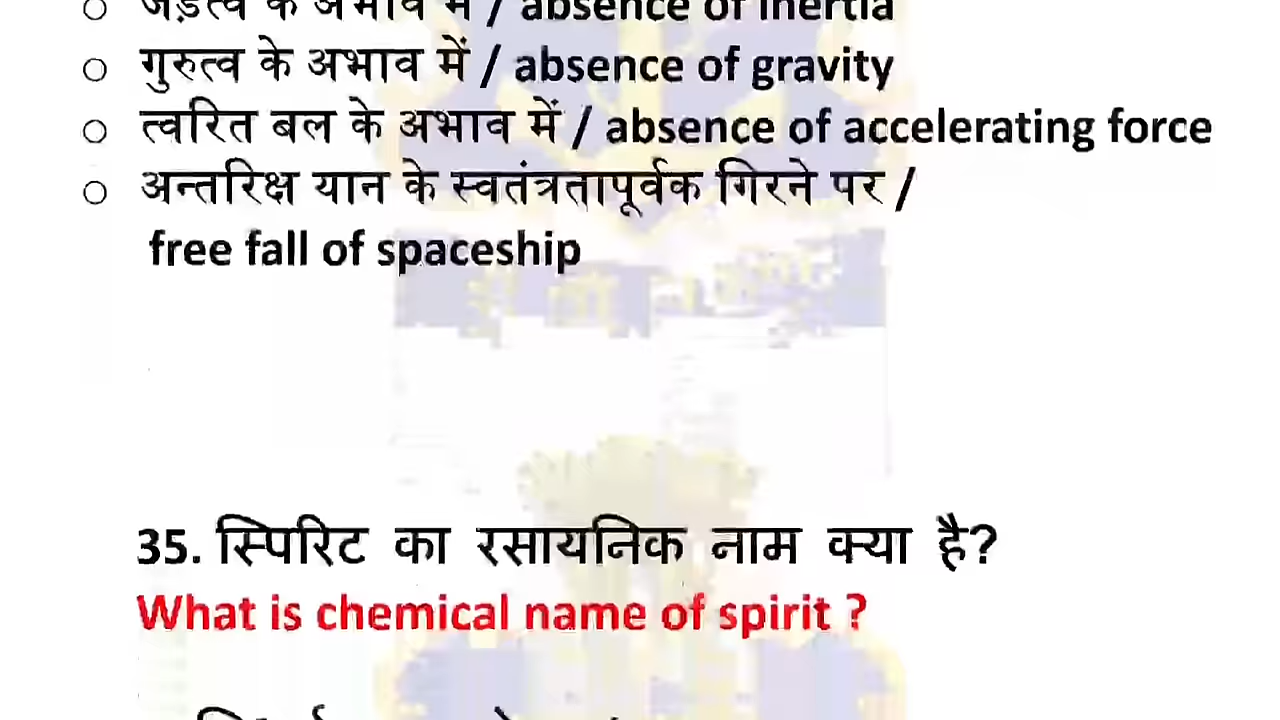 जड़त्व के अभाव में / absence of inertia
गुरुत्व के अभाव में / absence of gravity
त्वरित बल के अभाव में / absence of accelerating force
अन्तरिक्ष यान के स्वतंत्रतापूर्वक गिरने पर /
free fall of spaceship
35. स्पिरिट का रसायनिक नाम क्या है?
What is chemical name of spirit ?